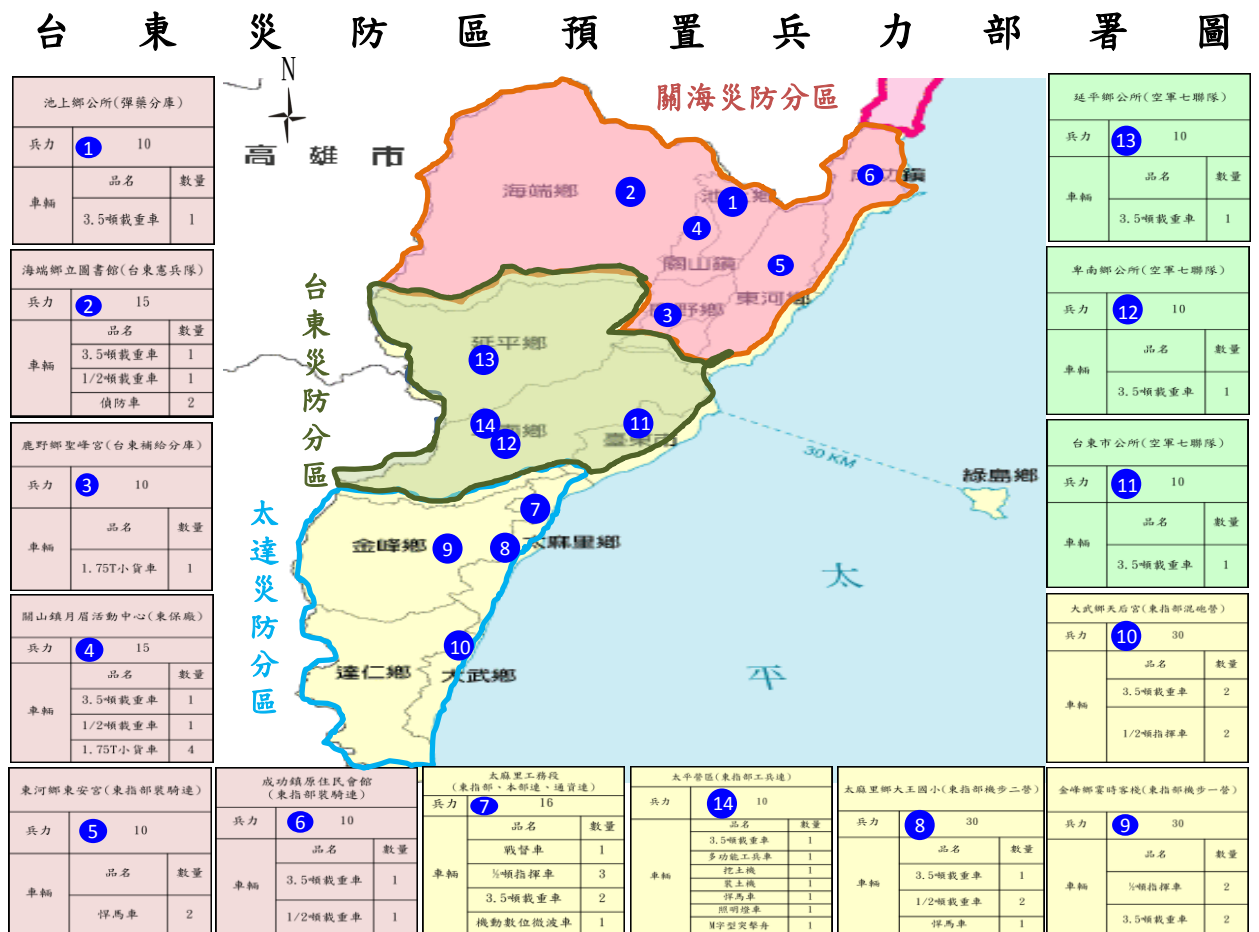 台東災防區預置兵力部署圖
池上鄉公所(彈藥分庫)
兵力 1 10
車輛 品名 數量
3.5噸載重車 1
海端鄉立圖書館(台東憲兵隊)
兵力 2 15
車輛 品名 數量
3.5噸載重車 1
1/2噸載重車 1
偵防車 2
鹿野鄉聖峰宮(台東補給分庫)
兵力 3 10
車輛 品名 數量
1.75T小貨車 1
關山鎮月眉活動中心(東保廠)
兵力 4 15
車輛 品名 數量
3.5噸載重車 1
1/2噸載重車 1
1.75T小貨車 4
東河鄉東安宮(東指部裝騎連)
兵力 5 10
車輛 品名 數量
悍馬車 2
成功鎮原住民會館
(東指部裝騎連)
兵力 6 10
車輛 品名 數量
3.5噸載重車 1
1/2噸載重車 1
太麻里工務段
(東指部、本部連、通資連)
兵力 7 16
車輛 品名 數量
戰督車 1
½噸指揮車 3
3.5噸載重車 2
機動數位微波車 1
太平營區(東指部工兵連)
兵力 14 10
車輛 品名 數量
3.5噸載重車 1
多功能工兵車 1
挖土機 1
裝土機 1
悍馬車 1
照明燈車 1
M字型突擊舟 1
太麻里鄉大王國小(東指部機步二營)
兵力 8 30
車輛 品名 數量
3.5噸載重車 1
1/2噸載重車 2
悍馬車 1
金峰鄉霎時客棧(東指部機步一營)
兵力 9 30
車輛 品名 數量
½噸指揮車 2
3.5噸載重車 2
延平鄉公所(空軍七聯隊)
兵力 13 10
車輛 品名 數量
3.5噸載重車 1
卑南鄉公所(空軍七聯隊)
兵力 12 10
車輛 品名 數量
3.5噸載重車 1
台東市公所(空軍七聯隊)
兵力 11 10
車輛 品名 數量
3.5噸載重車 1
大武鄉天后宮(東指部混砲營)
兵力 10 30
車輛 品名 數量
3.5噸載重車 2
1/2噸指揮車 2
N
高雄市
關海災防分區
台東災防分區
太達災防分區
海端鄉
2
1
6
鎮
4
關山鎮
5
東河鄉
3
野鄉
延平鄉
13
14
鄉
12
11
臺東
30 KM
綠島鄉
7
金峰鄉
9
8
太麻里鄉
10
達仁鄉
大武鄉
太
平